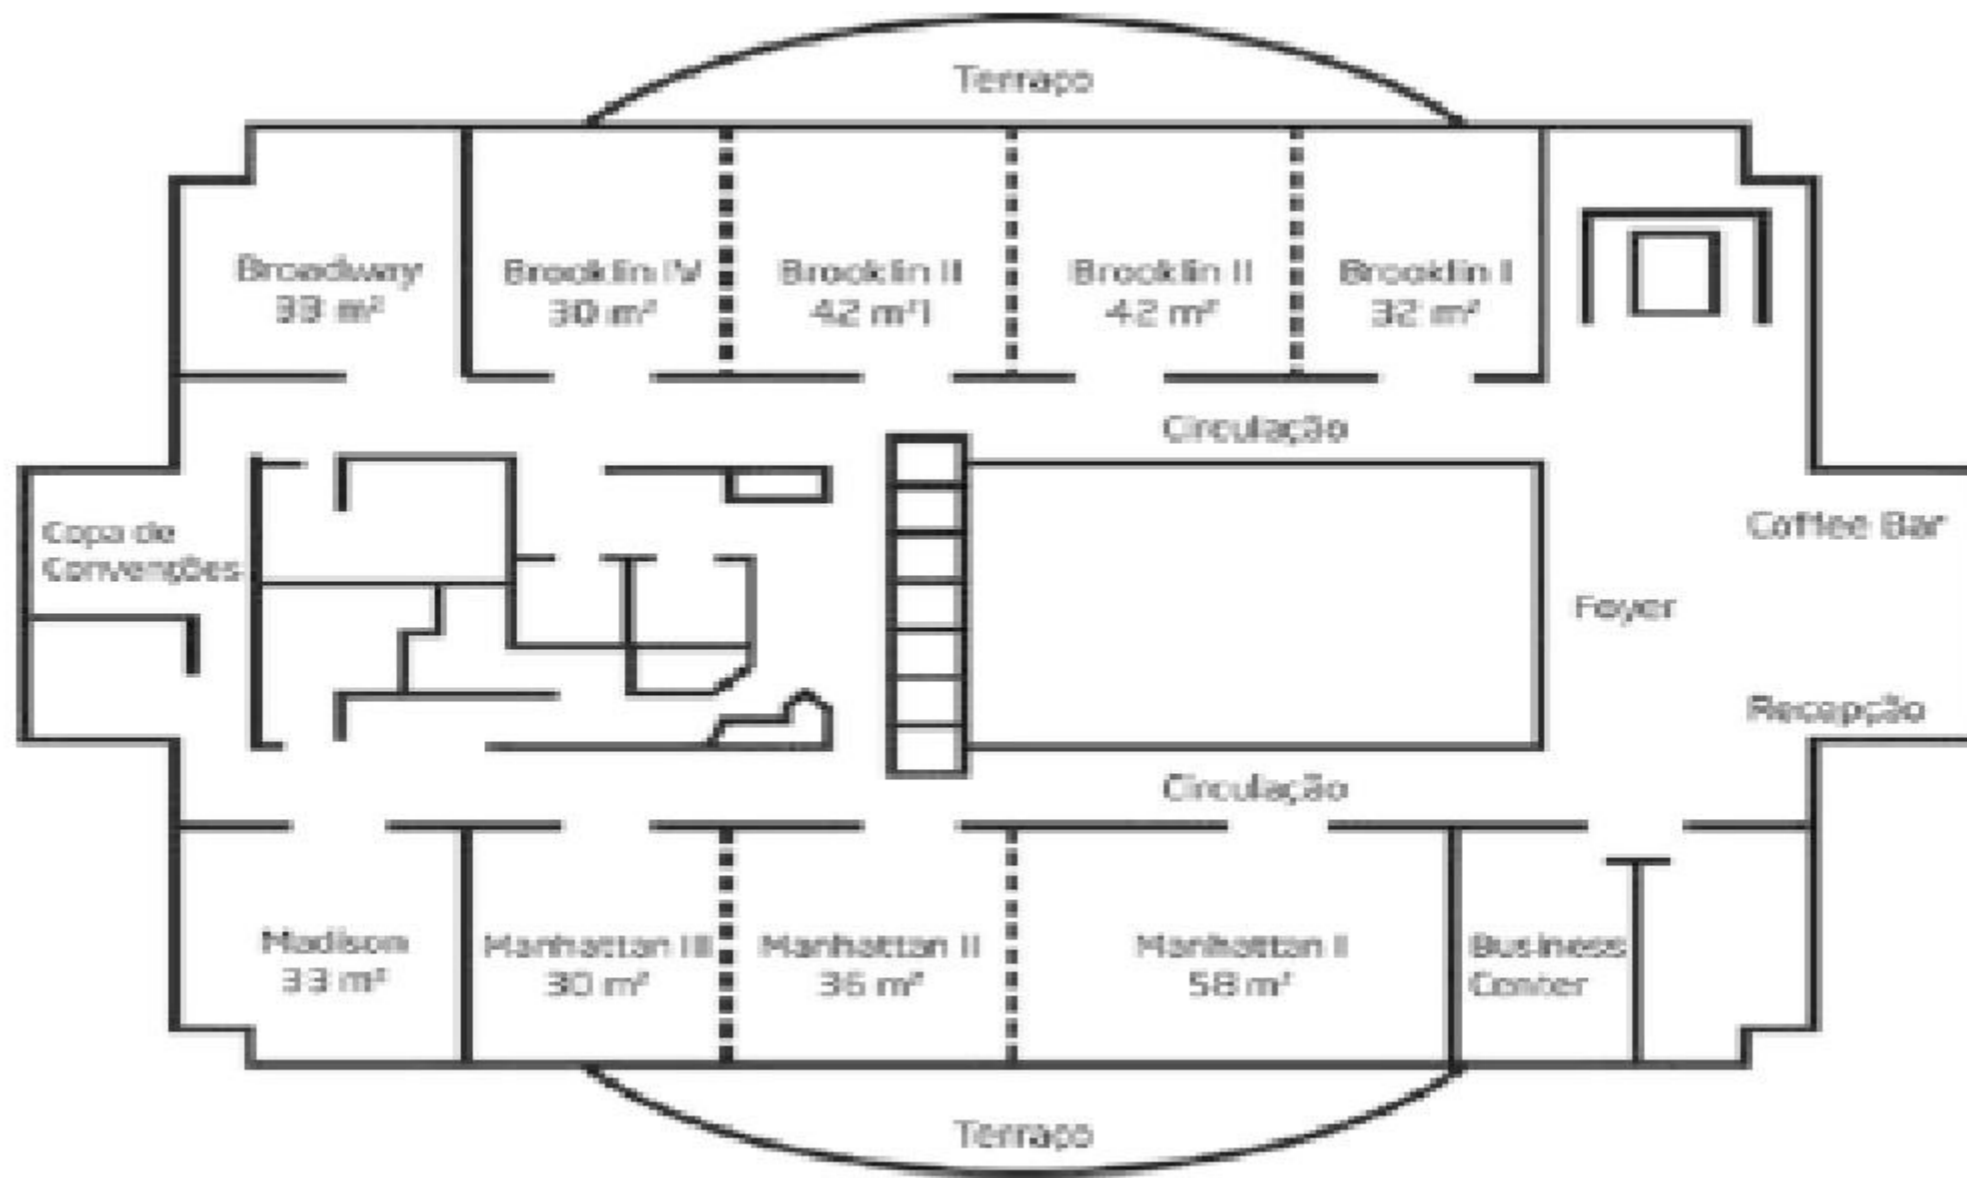 Terraço
Broadway
33 m²
Brooklin IV
30 m²
Brooklin II
42 m²1
Brooklin II
42 m²
Brooklin I
32 m²
Circulação
Copa de
Convenções
Coffee Bar
Foyer
Recepção
Circulação
Madison
33 m²
Manhattan III
30 m²
Manhattan II
36 m²
Manhattan I
58 m²
Business
Center
Terraço